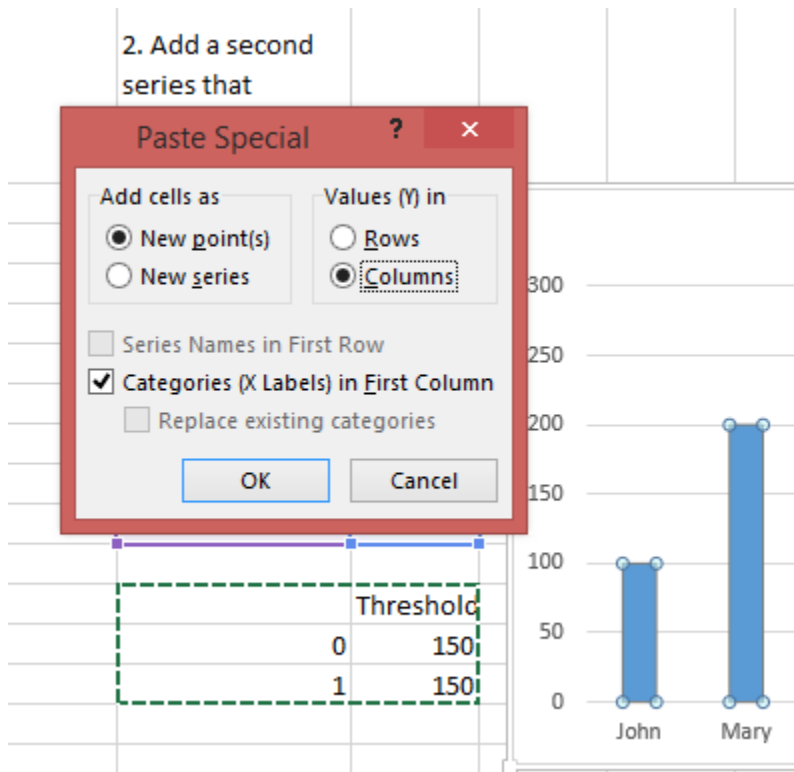 2. Add a second
series that
Paste Special ? ×
Add cells as
New point(s)
New series
Values (Y) in
Rows
Columns
Series Names in First Row
Categories (X Labels) in First Column
Replace existing categories
OK Cancel
Threshold
0 150
1 150
300
250
200
150
100
50
0
John Mary